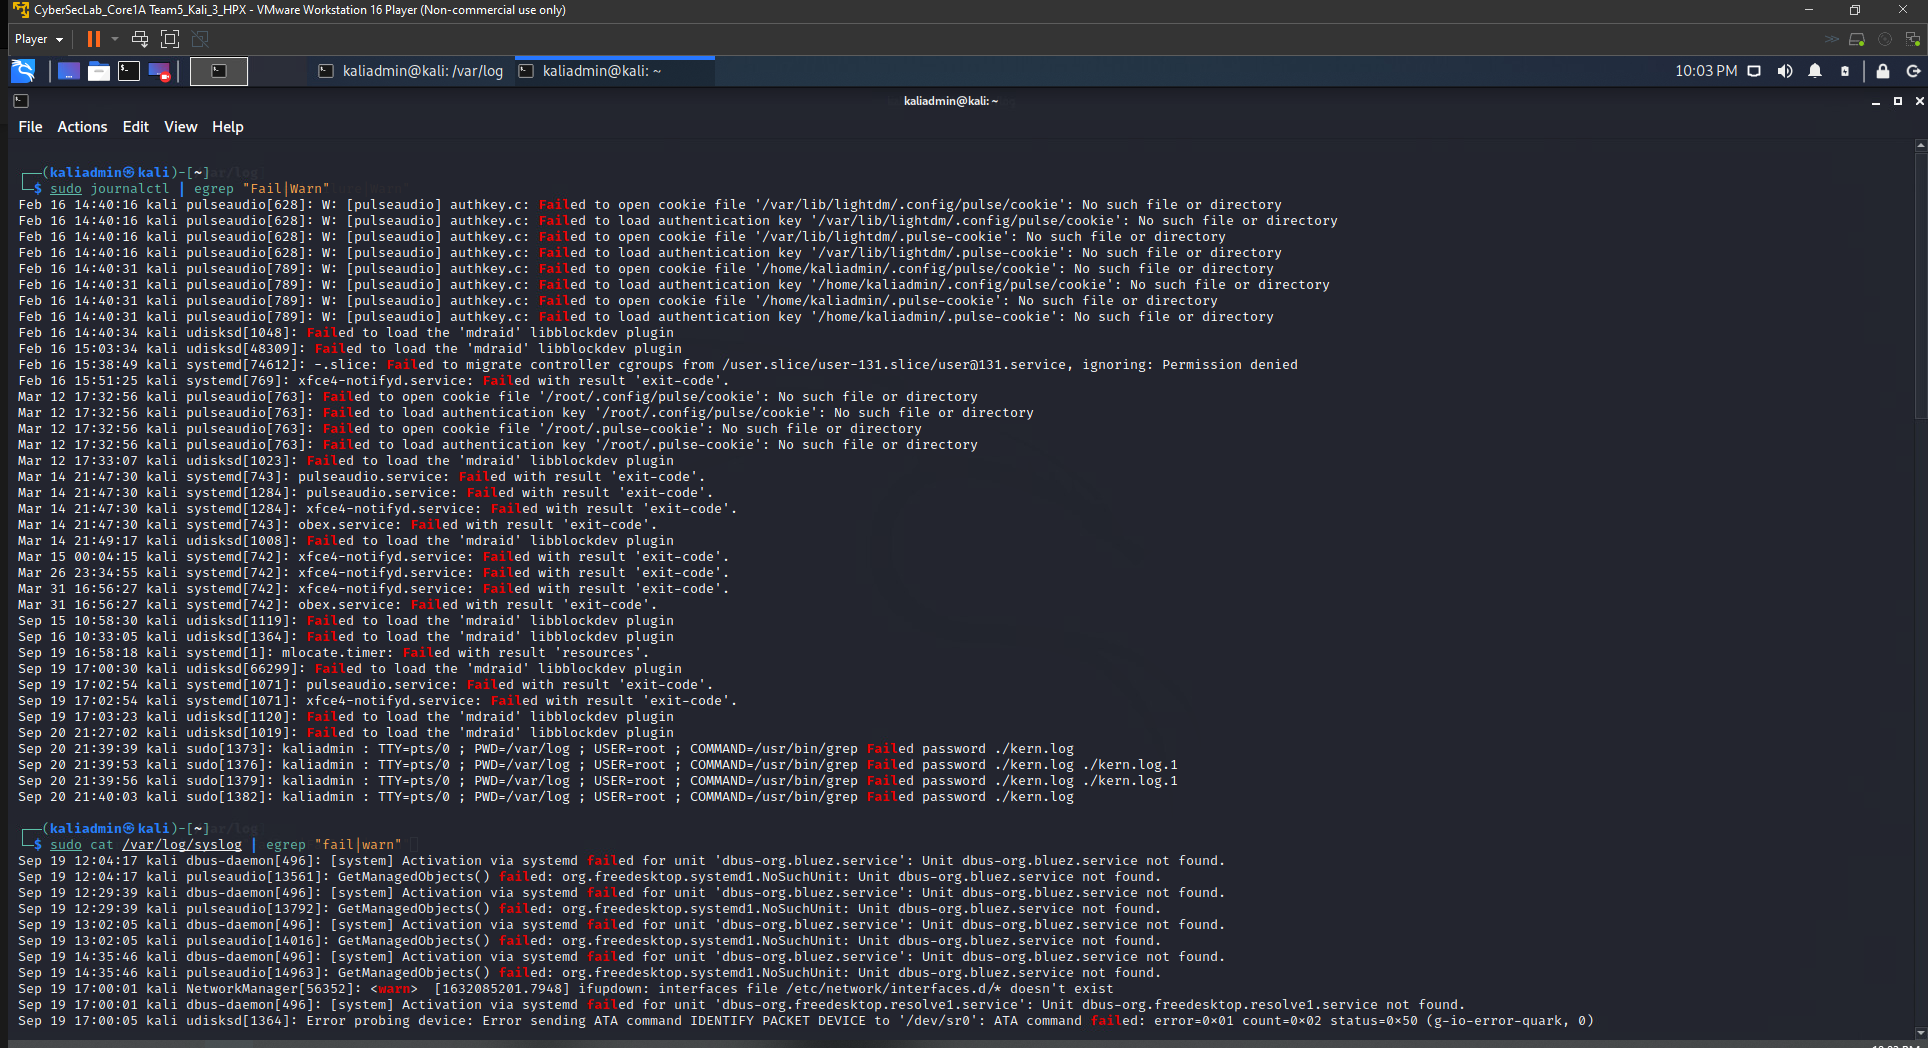 CyberSecLab_Core1A Team5_Kali_3_HPX - VMware Workstation 16 Player (Non-commercial use only)
Player
kaliadmin@kali: /var/log kaliadmin@kali: ~ 10:03 PM
kaliadmin@kali: ~
File Actions Edit View Help
(kaliadmin㉿kali)-[~]
$ sudo journalctl | egrep "Fail|Warn"
Feb 16 14:40:16 kali pulseaudio[628]: W: [pulseaudio] authkey.c: Failed to open cookie file '/var/lib/lightdm/.config/pulse/cookie': No such file or directory
Feb 16 14:40:16 kali pulseaudio[628]: W: [pulseaudio] authkey.c: Failed to load authentication key '/var/lib/lightdm/.config/pulse/cookie': No such file or directory
Feb 16 14:40:16 kali pulseaudio[628]: W: [pulseaudio] authkey.c: Failed to open cookie file '/var/lib/lightdm/.pulse-cookie': No such file or directory
Feb 16 14:40:16 kali pulseaudio[628]: W: [pulseaudio] authkey.c: Failed to load authentication key '/var/lib/lightdm/.pulse-cookie': No such file or directory
Feb 16 14:40:31 kali pulseaudio[789]: W: [pulseaudio] authkey.c: Failed to open cookie file '/home/kaliadmin/.config/pulse/cookie': No such file or directory
Feb 16 14:40:31 kali pulseaudio[789]: W: [pulseaudio] authkey.c: Failed to load authentication key '/home/kaliadmin/.config/pulse/cookie': No such file or directory
Feb 16 14:40:31 kali pulseaudio[789]: W: [pulseaudio] authkey.c: Failed to open cookie file '/home/kaliadmin/.pulse-cookie': No such file or directory
Feb 16 14:40:31 kali pulseaudio[789]: W: [pulseaudio] authkey.c: Failed to load authentication key '/home/kaliadmin/.pulse-cookie': No such file or directory
Feb 16 14:40:34 kali udisksd[1048]: Failed to load the 'mdraid' libblockdev plugin
Feb 16 15:03:34 kali udisksd[48309]: Failed to load the 'mdraid' libblockdev plugin
Feb 16 15:38:49 kali systemd[74612]: -.slice: Failed to migrate controller cgroups from /user.slice/user-131.slice/user@131.service, ignoring: Permission denied
Feb 16 15:51:25 kali systemd[769]: xfce4-notifyd.service: Failed with result 'exit-code'.
Mar 12 17:32:56 kali pulseaudio[763]: Failed to open cookie file '/root/.config/pulse/cookie': No such file or directory
Mar 12 17:32:56 kali pulseaudio[763]: Failed to load authentication key '/root/.config/pulse/cookie': No such file or directory
Mar 12 17:32:56 kali pulseaudio[763]: Failed to open cookie file '/root/.pulse-cookie': No such file or directory
Mar 12 17:32:56 kali pulseaudio[763]: Failed to load authentication key '/root/.pulse-cookie': No such file or directory
Mar 12 17:33:07 kali udisksd[1023]: Failed to load the 'mdraid' libblockdev plugin
Mar 14 21:47:30 kali systemd[743]: pulseaudio.service: Failed with result 'exit-code'.
Mar 14 21:47:30 kali systemd[1284]: pulseaudio.service: Failed with result 'exit-code'.
Mar 14 21:47:30 kali systemd[1284]: xfce4-notifyd.service: Failed with result 'exit-code'.
Mar 14 21:47:30 kali systemd[743]: obex.service: Failed with result 'exit-code'.
Mar 14 21:49:17 kali udisksd[1008]: Failed to load the 'mdraid' libblockdev plugin
Mar 15 00:04:15 kali systemd[742]: xfce4-notifyd.service: Failed with result 'exit-code'.
Mar 26 23:34:55 kali systemd[742]: xfce4-notifyd.service: Failed with result 'exit-code'.
Mar 31 16:56:27 kali systemd[742]: xfce4-notifyd.service: Failed with result 'exit-code'.
Mar 31 16:56:27 kali systemd[742]: obex.service: Failed with result 'exit-code'.
Sep 15 10:58:30 kali udisksd[1119]: Failed to load the 'mdraid' libblockdev plugin
Sep 16 10:33:05 kali udisksd[1364]: Failed to load the 'mdraid' libblockdev plugin
Sep 19 16:58:18 kali systemd[1]: mlocate.timer: Failed with result 'resources'.
Sep 19 17:00:30 kali udisksd[66299]: Failed to load the 'mdraid' libblockdev plugin
Sep 19 17:02:54 kali systemd[1071]: pulseaudio.service: Failed with result 'exit-code'.
Sep 19 17:02:54 kali systemd[1071]: xfce4-notifyd.service: Failed with result 'exit-code'.
Sep 19 17:03:23 kali udisksd[1120]: Failed to load the 'mdraid' libblockdev plugin
Sep 20 21:27:02 kali udisksd[1019]: Failed to load the 'mdraid' libblockdev plugin
Sep 20 21:39:39 kali sudo[1373]: kaliadmin : TTY=pts/0 ; PWD=/var/log ; USER=root ; COMMAND=/usr/bin/grep Failed password ./kern.log
Sep 20 21:39:53 kali sudo[1376]: kaliadmin : TTY=pts/0 ; PWD=/var/log ; USER=root ; COMMAND=/usr/bin/grep Failed password ./kern.log ./kern.log.1
Sep 20 21:39:56 kali sudo[1379]: kaliadmin : TTY=pts/0 ; PWD=/var/log ; USER=root ; COMMAND=/usr/bin/grep Failed password ./kern.log ./kern.log.1
Sep 20 21:40:03 kali sudo[1382]: kaliadmin : TTY=pts/0 ; PWD=/var/log ; USER=root ; COMMAND=/usr/bin/grep Failed password ./kern.log
(kaliadmin㉿kali)-[~]
$ sudo cat /var/log/syslog | egrep "fail|warn"
Sep 19 12:04:17 kali dbus-daemon[496]: [system] Activation via systemd failed for unit 'dbus-org.bluez.service': Unit dbus-org.bluez.service not found.
Sep 19 12:04:17 kali pulseaudio[13561]: GetManagedObjects() failed: org.freedesktop.systemd1.NoSuchUnit: Unit dbus-org.bluez.service not found.
Sep 19 12:29:39 kali dbus-daemon[496]: [system] Activation via systemd failed for unit 'dbus-org.bluez.service': Unit dbus-org.bluez.service not found.
Sep 19 12:29:39 kali pulseaudio[13792]: GetManagedObjects() failed: org.freedesktop.systemd1.NoSuchUnit: Unit dbus-org.bluez.service not found.
Sep 19 13:02:05 kali dbus-daemon[496]: [system] Activation via systemd failed for unit 'dbus-org.bluez.service': Unit dbus-org.bluez.service not found.
Sep 19 13:02:05 kali pulseaudio[14016]: GetManagedObjects() failed: org.freedesktop.systemd1.NoSuchUnit: Unit dbus-org.bluez.service not found.
Sep 19 14:35:46 kali dbus-daemon[496]: [system] Activation via systemd failed for unit 'dbus-org.bluez.service': Unit dbus-org.bluez.service not found.
Sep 19 14:35:46 kali pulseaudio[14963]: GetManagedObjects() failed: org.freedesktop.systemd1.NoSuchUnit: Unit dbus-org.bluez.service not found.
Sep 19 17:00:01 kali NetworkManager[56352]: <warn>  [1632085201.7948] ifupdown: interfaces file /etc/network/interfaces.d/* doesn't exist
Sep 19 17:00:01 kali dbus-daemon[496]: [system] Activation via systemd failed for unit 'dbus-org.freedesktop.resolve1.service': Unit dbus-org.freedesktop.resolve1.service not found.
Sep 19 17:00:05 kali udisksd[1364]: Error probing device: Error sending ATA command IDENTIFY PACKET DEVICE to '/dev/sr0': ATA command failed: error=0×01 count=0×02 status=0×50 (g-io-error-quark, 0)